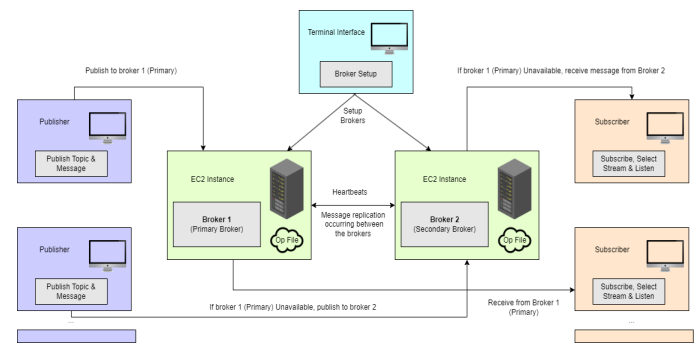 Terminal Interface
Broker Setup
Publish to broker 1 (Primary)
If broker 1 (Primary) Unavailable, receive message from Broker 2
Setup
Brokers
Publisher
Publish Topic &
Message
EC2 Instance
Broker 1
(Primary Broker)
Op File
Heartbeats
Message replication
occurring between
the brokers
EC2 Instance
Broker 2
(Secondary Broker)
Op File
Subscriber
Subscribe, Select
Stream & Listen
Publisher
Publish Topic &
Message
...
If broker 1 (Primary) Unavailable, publish to broker 2
Receive from Broker 1
(Primary)
Subscriber
Subscribe, Select
Stream & Listen
...